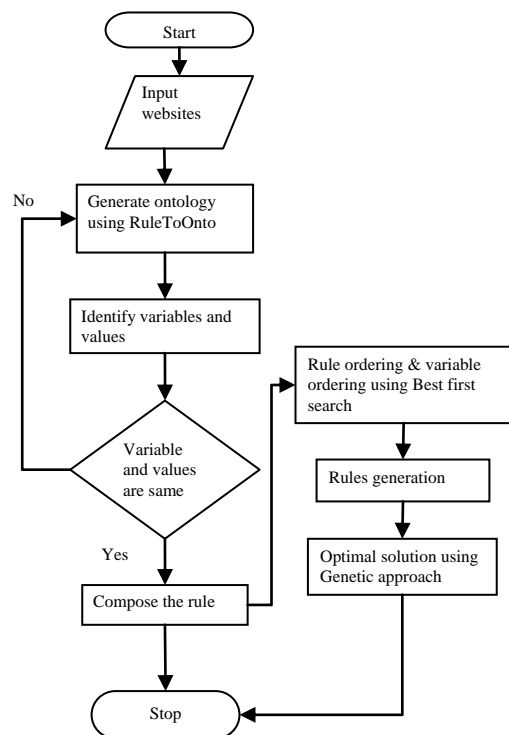 Start
Input
websites
No
Generate ontology
using RuleToOnto
Identify variables and
values
Variable
and values
are same
Yes
Compose the rule
Rule ordering & variable
ordering using Best first
search
Rules generation
Optimal solution using
Genetic approach
Stop